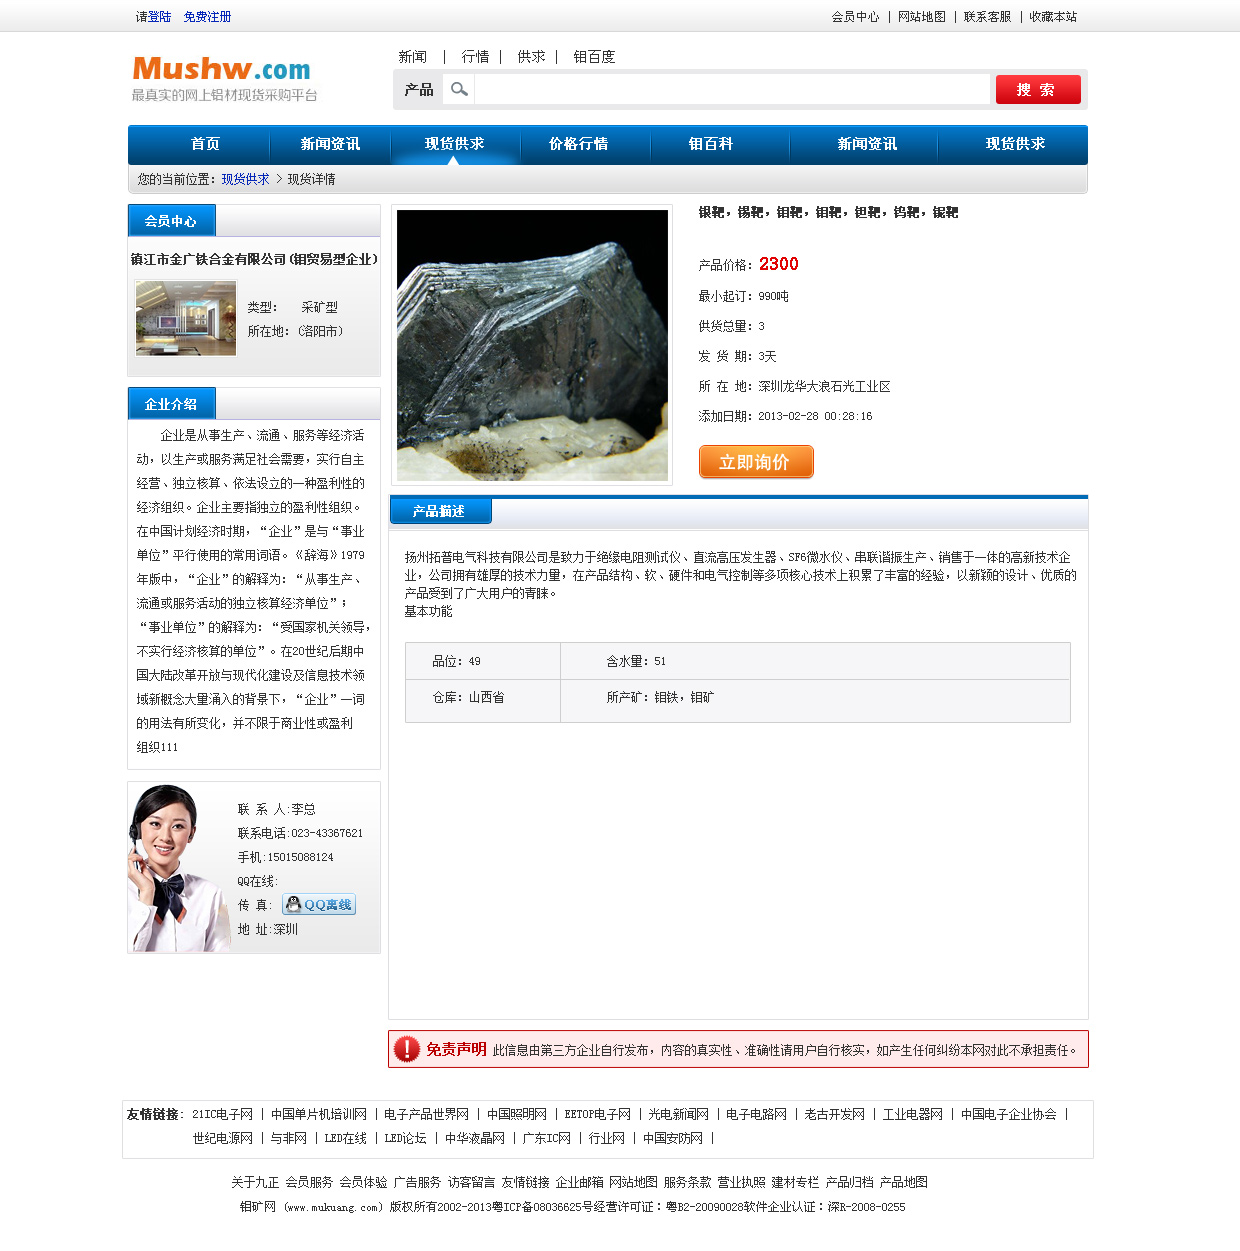 请登陆 免费注册
会员中心 | 网站地图 | 联系客服 | 收藏本站
Mushw.com
最真实的网上铝材现货采购平台
新闻 | 行情 | 供求 | 钼百度
产品
搜 索
首页 新闻资讯 现货供求 价格行情 钼百科 新闻资讯 现货供求
您的当前位置：现货供求 > 现货详情
会员中心
镇江市金广铁合金有限公司(钼贸易型企业)
类型： 采矿型
所在地：（洛阳市）
银靶，锡靶，钼靶，钼靶，钽靶，钨靶，铌靶
产品价格：2300
最小起订：990吨
供货总量：3
发 货 期：3天
所 在 地：深圳龙华大浪石光工业区
添加日期：2013-02-28 00:28:16
立即询价
企业介绍
企业是从事生产、流通、服务等经济活
动，以生产或服务满足社会需要，实行自主
经营、独立核算、依法设立的一种盈利性的
经济组织。企业主要指独立的盈利性组织。
在中国计划经济时期，“企业”是与“事业
单位”平行使用的常用词语。《辞海》1979
年版中，“企业”的解释为：“从事生产、
流通或服务活动的独立核算经济单位”；
“事业单位”的解释为：“受国家机关领导，
不实行经济核算的单位”。在20世纪后期中
国大陆改革开放与现代化建设及信息技术领
域新概念大量涌入的背景下，“企业”一词
的用法有所变化，并不限于商业性或盈利
组织111
产品描述
扬州拓普电气科技有限公司是致力于绝缘电阻测试仪、直流高压发生器、SF6微水仪、串联谐振生产、销售于一体的高新技术企
业，公司拥有雄厚的技术力量，在产品结构、软、硬件和电气控制等多项核心技术上积累了丰富的经验，以新颖的设计、优质的
产品受到了广大用户的青睐。
基本功能
品位：49 含水量：51
仓库：山西省 所产矿：钼铁，钼矿
联 系 人:李总
联系电话:023-43367621
手机:15015088124
QQ在线:
传 真: QQ离线
地 址:深圳
免责声明 此信息由第三方企业自行发布，内容的真实性、准确性请用户自行核实，如产生任何纠纷本网对此不承担责任。
友情链接：21IC电子网 | 中国单片机培训网 | 电子产品世界网 | 中国照明网 | EETOP电子网 | 光电新闻网 | 电子电路网 | 老古开发网 | 工业电器网 | 中国电子企业协会 |
世纪电源网 | 与非网 | LED在线 | LED论坛 | 中华液晶网 | 广东IC网 | 行业网 | 中国安防网 |
关于九正 会员服务 会员体验 广告服务 访客留言 友情链接 企业邮箱 网站地图 服务条款 营业执照 建材专栏 产品归档 产品地图
钼矿网 (www.mukuang.com) 版权所有2002-2013粤ICP备08036625号经营许可证：粤B2-20090028软件企业认证：深R-2008-0255